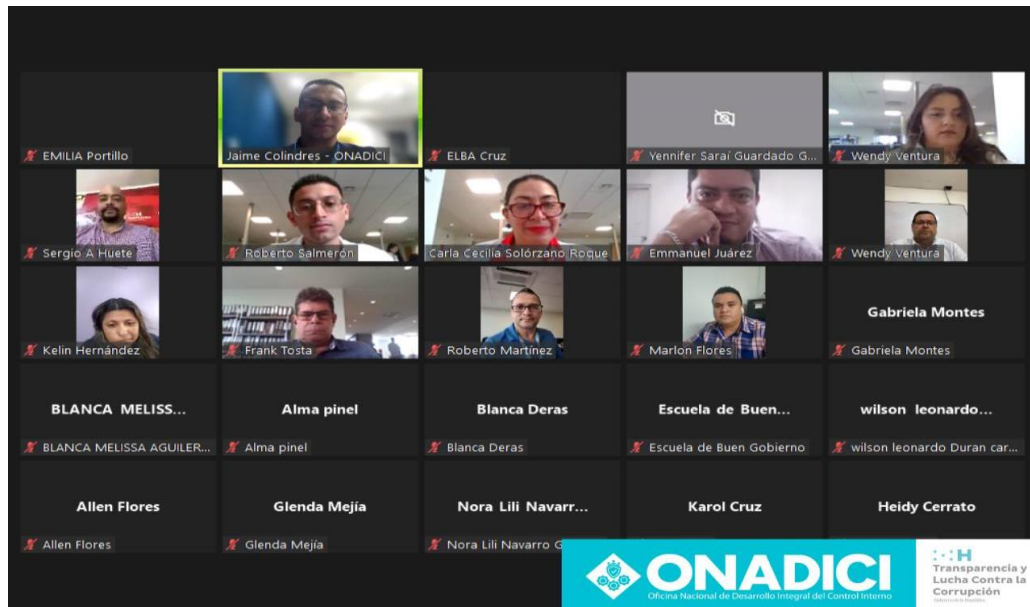 EMILIA Portillo
Jaime Colindres - ONADICI
ELBA Cruz
Yennifer Saraí Guardado G...
Wendy Ventura
Sergio A Huete
Roberto Salmerón
Carla Cecilia Solórzano Roque
Emmanuel Juárez
Wendy Ventura
Kelin Hernández
Frank Tosta
Roberto Martínez
Marlon Flores
Gabriela Montes
Gabriela Montes
BLANCA MELISS...
Alma pinel
Blanca Deras
Escuela de Buen...
wilson leonardo...
BLANCA MELISSA AGUILER...
Alma pinel
Blanca Deras
Escuela de Buen Gobierno
wilson leonardo Duran car...
Allen Flores
Glenda Mejía
Nora Lili Navarr...
Karol Cruz
Heidy Cerrato
Allen Flores
Glenda Mejía
Nora Lili Navarro G
ONADICI
Oficina Nacional de Desarrollo Integral del Control Interno
H
Transparencia y
Lucha Contra la
Corrupción